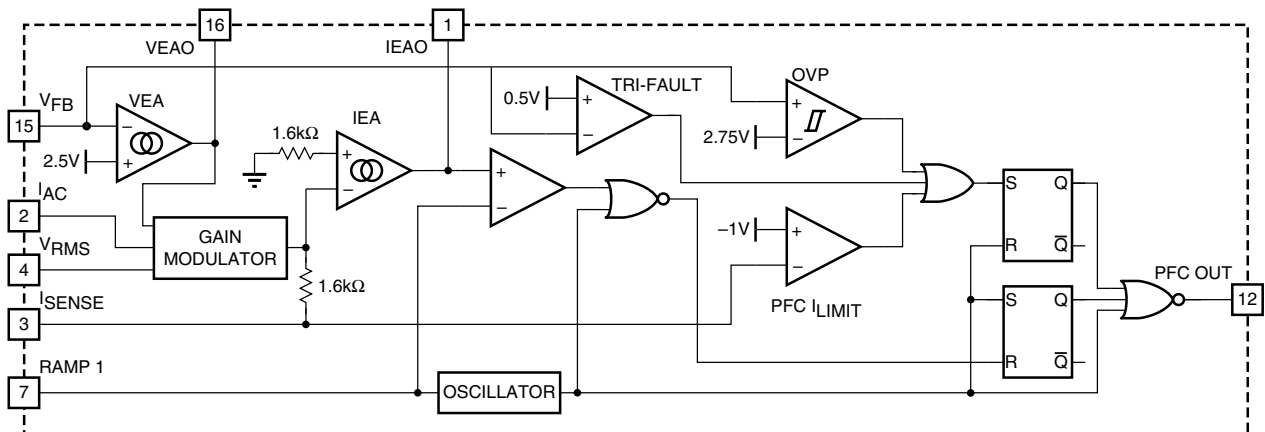 16
1
VEAO
IEAO
VFB
15
VEA
2.5V
IAC
2
VRMS
4
ISENSE
3
RAMP 1
7
GAIN
MODULATOR
1.6kΩ
1.6kΩ
IEA
+
−
+
−
−
+
OSCILLATOR
TRI-FAULT
0.5V
+
−
OVP
+
2.75V
−
−1V
+
−
PFC ILIMIT
S
Q
R
Q̅
S
Q
R
Q̅
PFC OUT
12